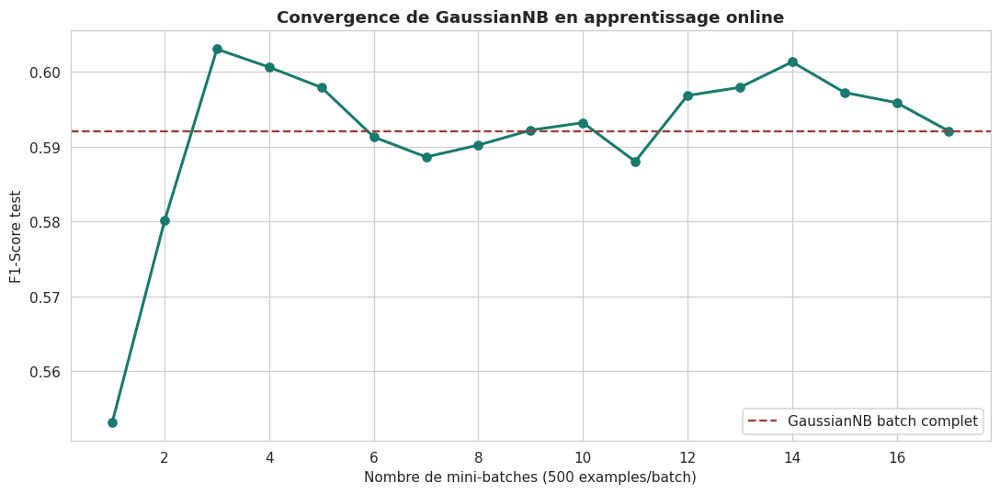 Convergence de GaussianNB en apprentissage online
F1-Score test
0.60
0.59
0.58
0.57
0.56
GaussianNB batch complet
2 4 6 8 10 12 14 16
Nombre de mini-batches (500 examples/batch)